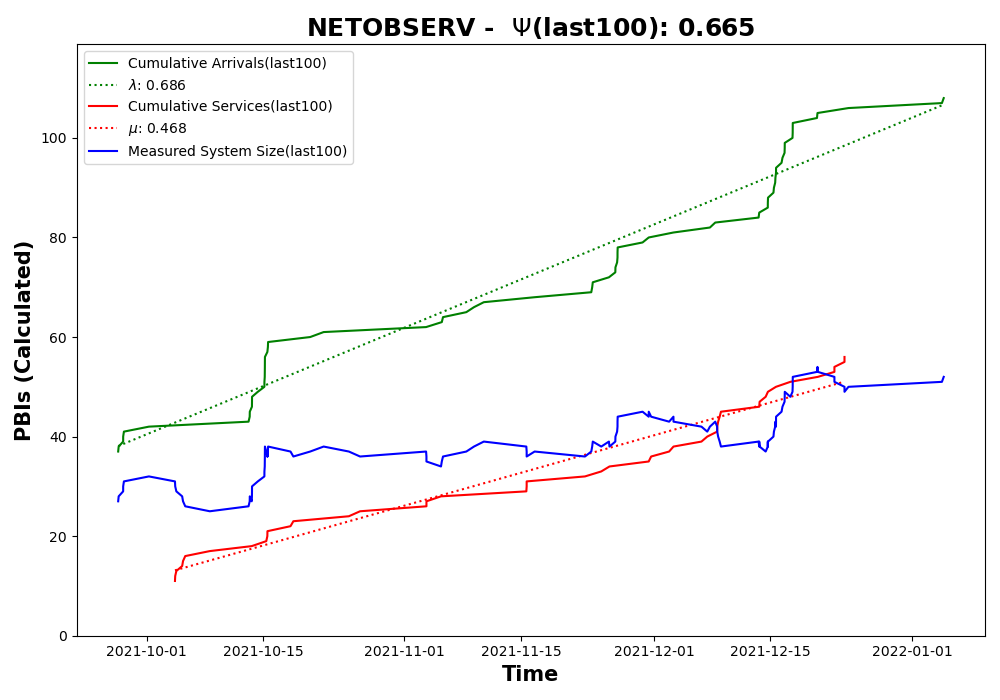 NETOBSERV - Ψ(last100): 0.665
Cumulative Arrivals(last100)
λ: 0.686
Cumulative Services(last100)
μ: 0.468
Measured System Size(last100)
PBIs (Calculated)
100
80
60
40
20
0
2021-10-01 2021-10-15 2021-11-01 2021-11-15 2021-12-01 2021-12-15 2022-01-01
Time